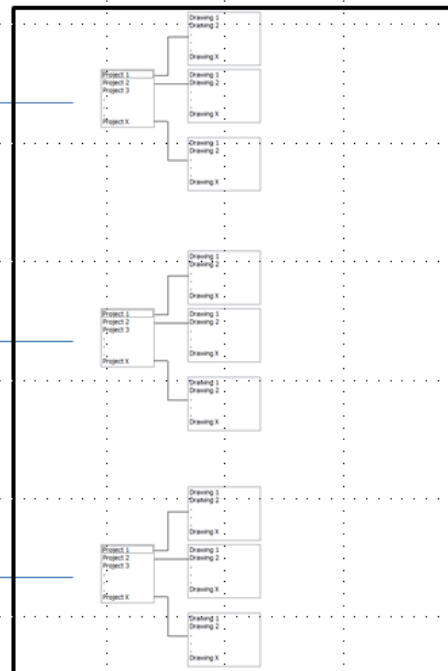 Drawing 1
Drawing 2
.
.
.
Drawing X
Project 1
Project 2
Project 3
.
.
.
Project X
Drawing 1
Drawing 2
.
.
.
Drawing X
Drawing 1
Drawing 2
.
.
.
Drawing X
Drawing 1
Drawing 2
.
.
.
Drawing X
Project 1
Project 2
Project 3
.
.
.
Project X
Drawing 1
Drawing 2
.
.
.
Drawing X
Drawing 1
Drawing 2
.
.
.
Drawing X
Drawing 1
Drawing 2
.
.
.
Drawing X
Project 1
Project 2
Project 3
.
.
.
Project X
Drawing 1
Drawing 2
.
.
.
Drawing X
Drawing 1
Drawing 2
.
.
.
Drawing X